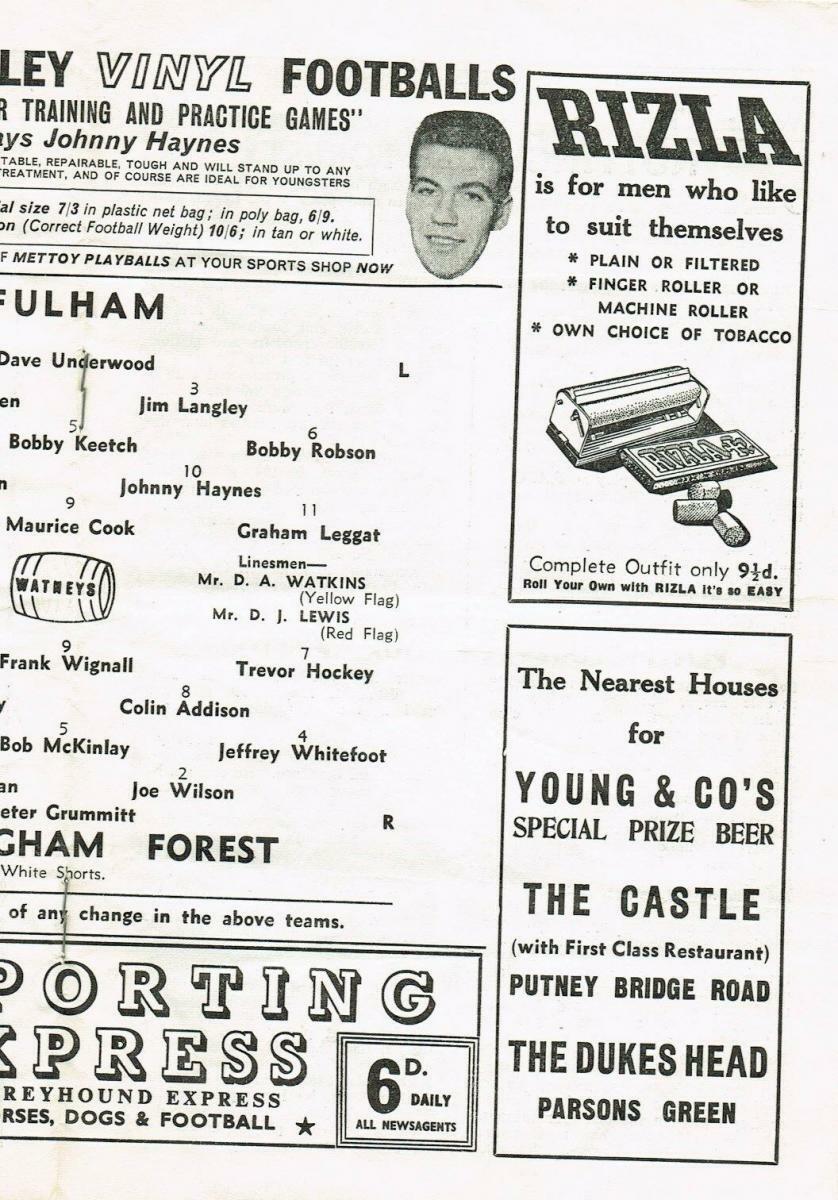 LEY VINYL FOOTBALLS
R TRAINING AND PRACTICE GAMES"
ays Johnny Haynes
TABLE, REPAIRABLE, TOUGH AND WILL STAND UP TO ANY
REATMENT, AND OF COURSE ARE IDEAL FOR YOUNGSTERS
al size 7/3 in plastic net bag; in poly bag, 6/9.
on (Correct Football Weight) 10/6; in tan or white.
F METTOY PLAYBALLS AT YOUR SPORTS SHOP NOW
FULHAM
Dave Underwood
L
3
en Jim Langley
5 6
Bobby Keetch Bobby Robson
10
n Johnny Haynes
9 11
Maurice Cook Graham Leggat
WATNEYS
Linesmen—
Mr. D. A. WATKINS
(Yellow Flag)
Mr. D. J. LEWIS
(Red Flag)
9 7
Frank Wignall Trevor Hockey
8
y Colin Addison
5 4
Bob McKinlay Jeffrey Whitefoot
2
an Joe Wilson
eter Grummitt R
GHAM FOREST
White Shorts.
of any change in the above teams.
PORTING
XPRESS
REYHOUND EXPRESS
RSES, DOGS & FOOTBALL ★
6D. DAILY
ALL NEWSAGENTS
RIZLA
is for men who like
to suit themselves
* PLAIN OR FILTERED
* FINGER ROLLER OR
MACHINE ROLLER
* OWN CHOICE OF TOBACCO
RIZLA
Complete Outfit only 9½d.
Roll Your Own with RIZLA it's so EASY
The Nearest Houses
for
YOUNG & CO'S
SPECIAL PRIZE BEER
THE CASTLE
(with First Class Restaurant)
PUTNEY BRIDGE ROAD
THE DUKES HEAD
PARSONS GREEN